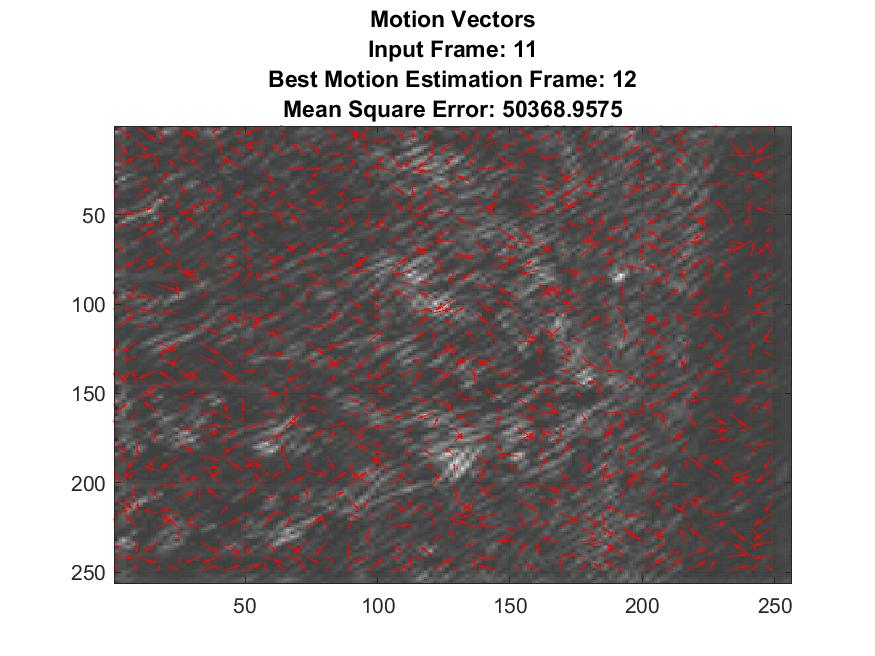 Motion Vectors
Input Frame: 11
Best Motion Estimation Frame: 12
Mean Square Error: 50368.9575
50
100
150
200
250
50
100
150
200
250